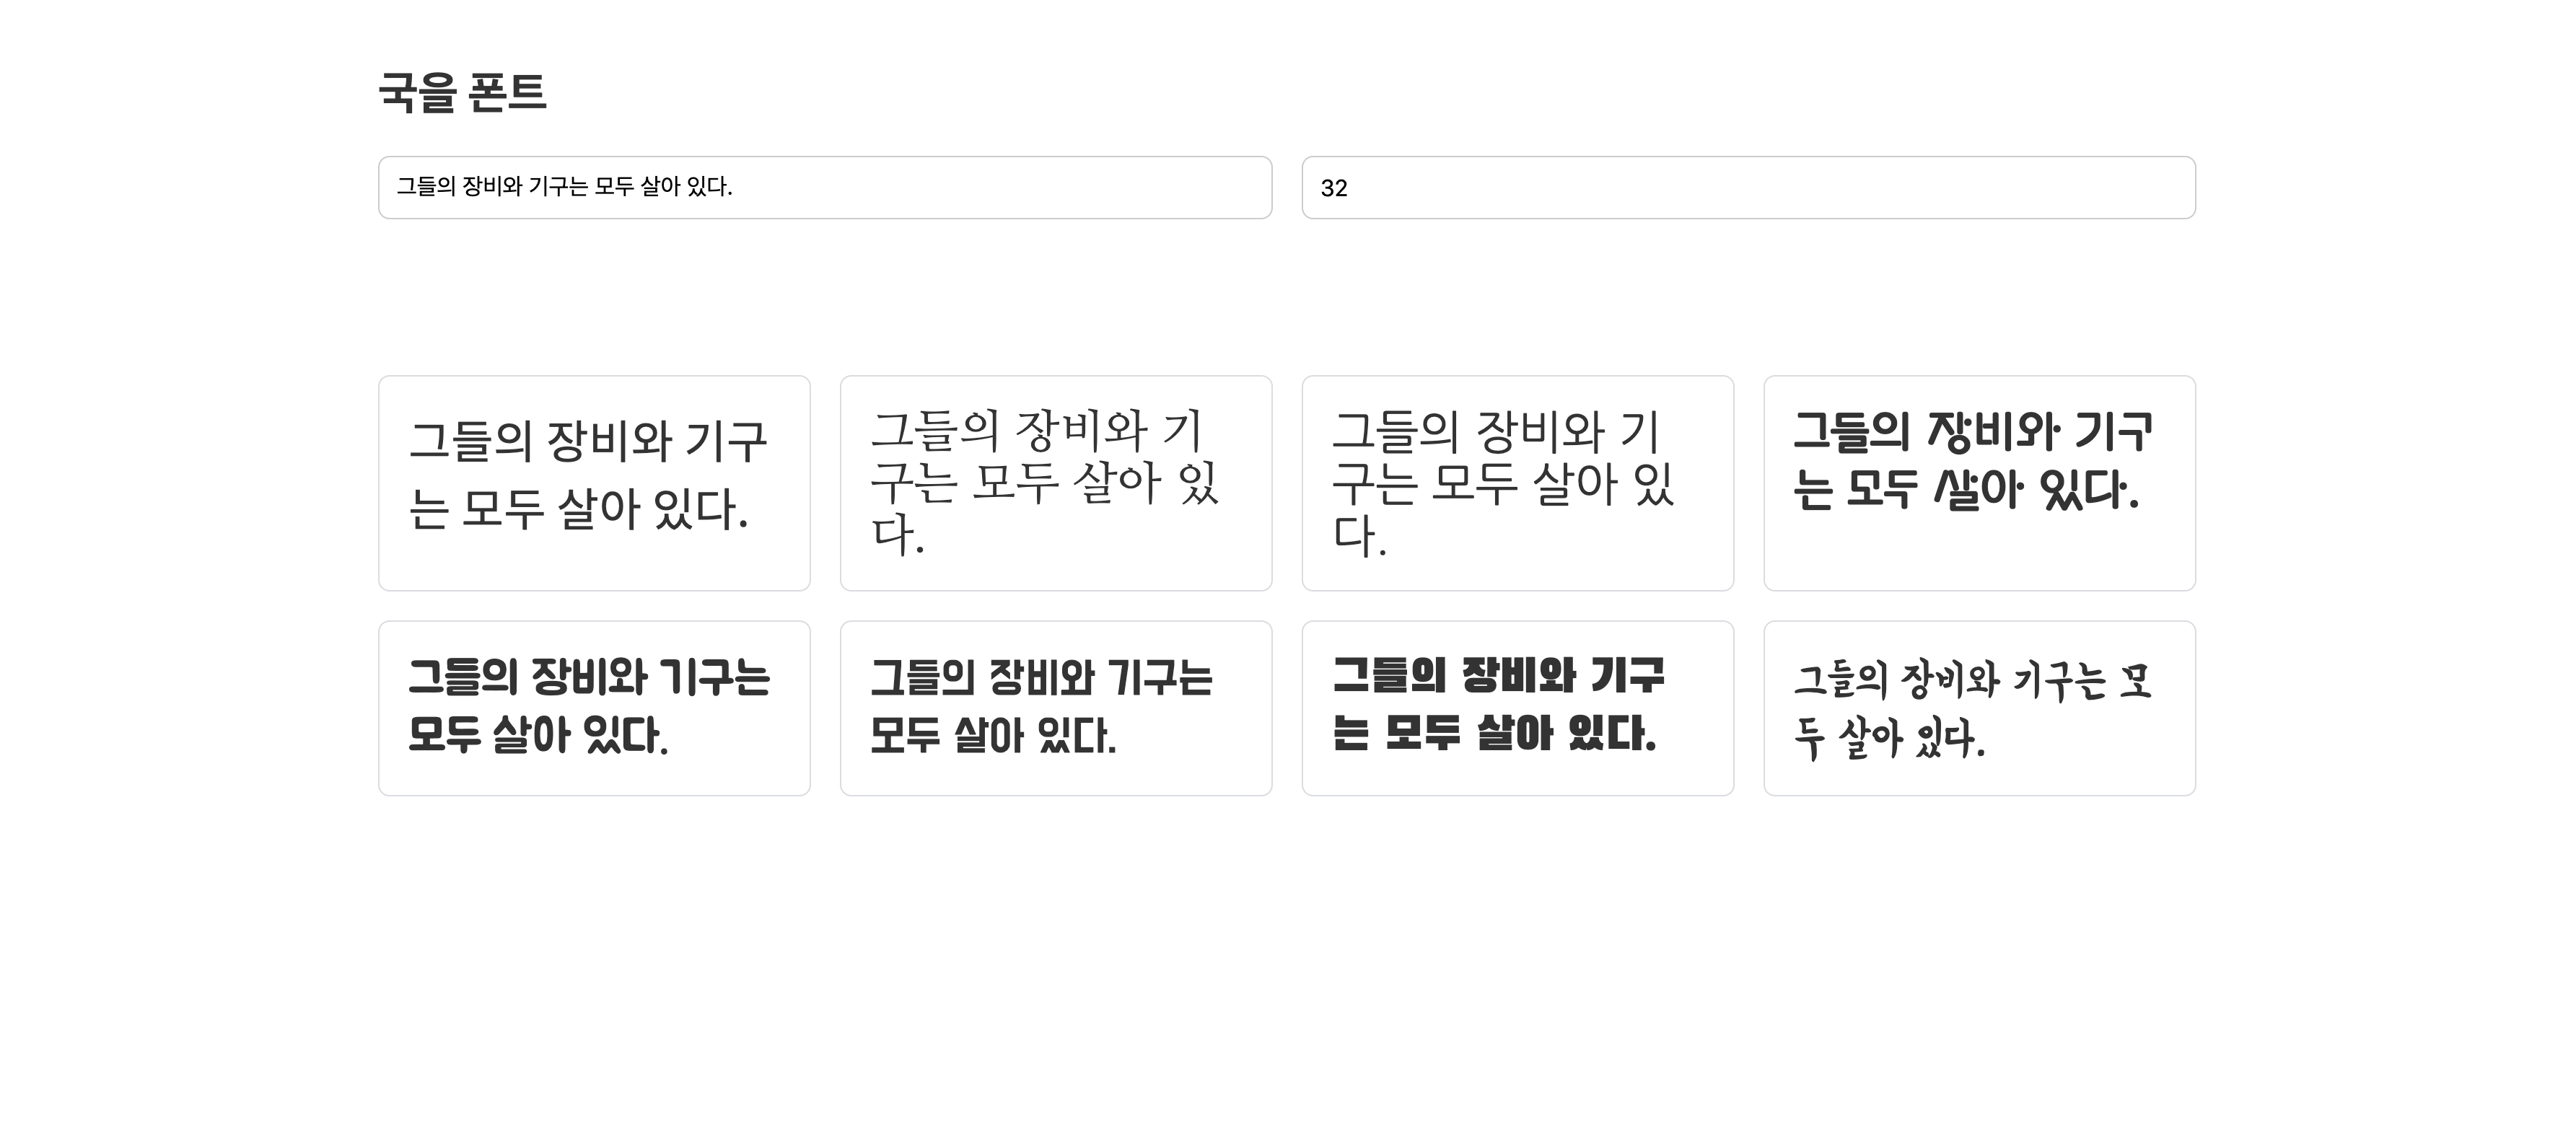 국을 폰트
그들의 장비와 기구는 모두 살아 있다.
32
그들의 장비와 기구
는 모두 살아 있다.
그들의 장비와 기
구는 모두 살아 있
다.
그들의 장비와 기
구는 모두 살아 있
다.
그들의 장비와 기구
는 모두 살아 있다.
그들의 장비와 기구는
모두 살아 있다.
그들의 장비와 기구는
모두 살아 있다.
그들의 장비와 기구
는 모두 살아 있다.
그들의 장비와 기구는 모
두 살아 있다.